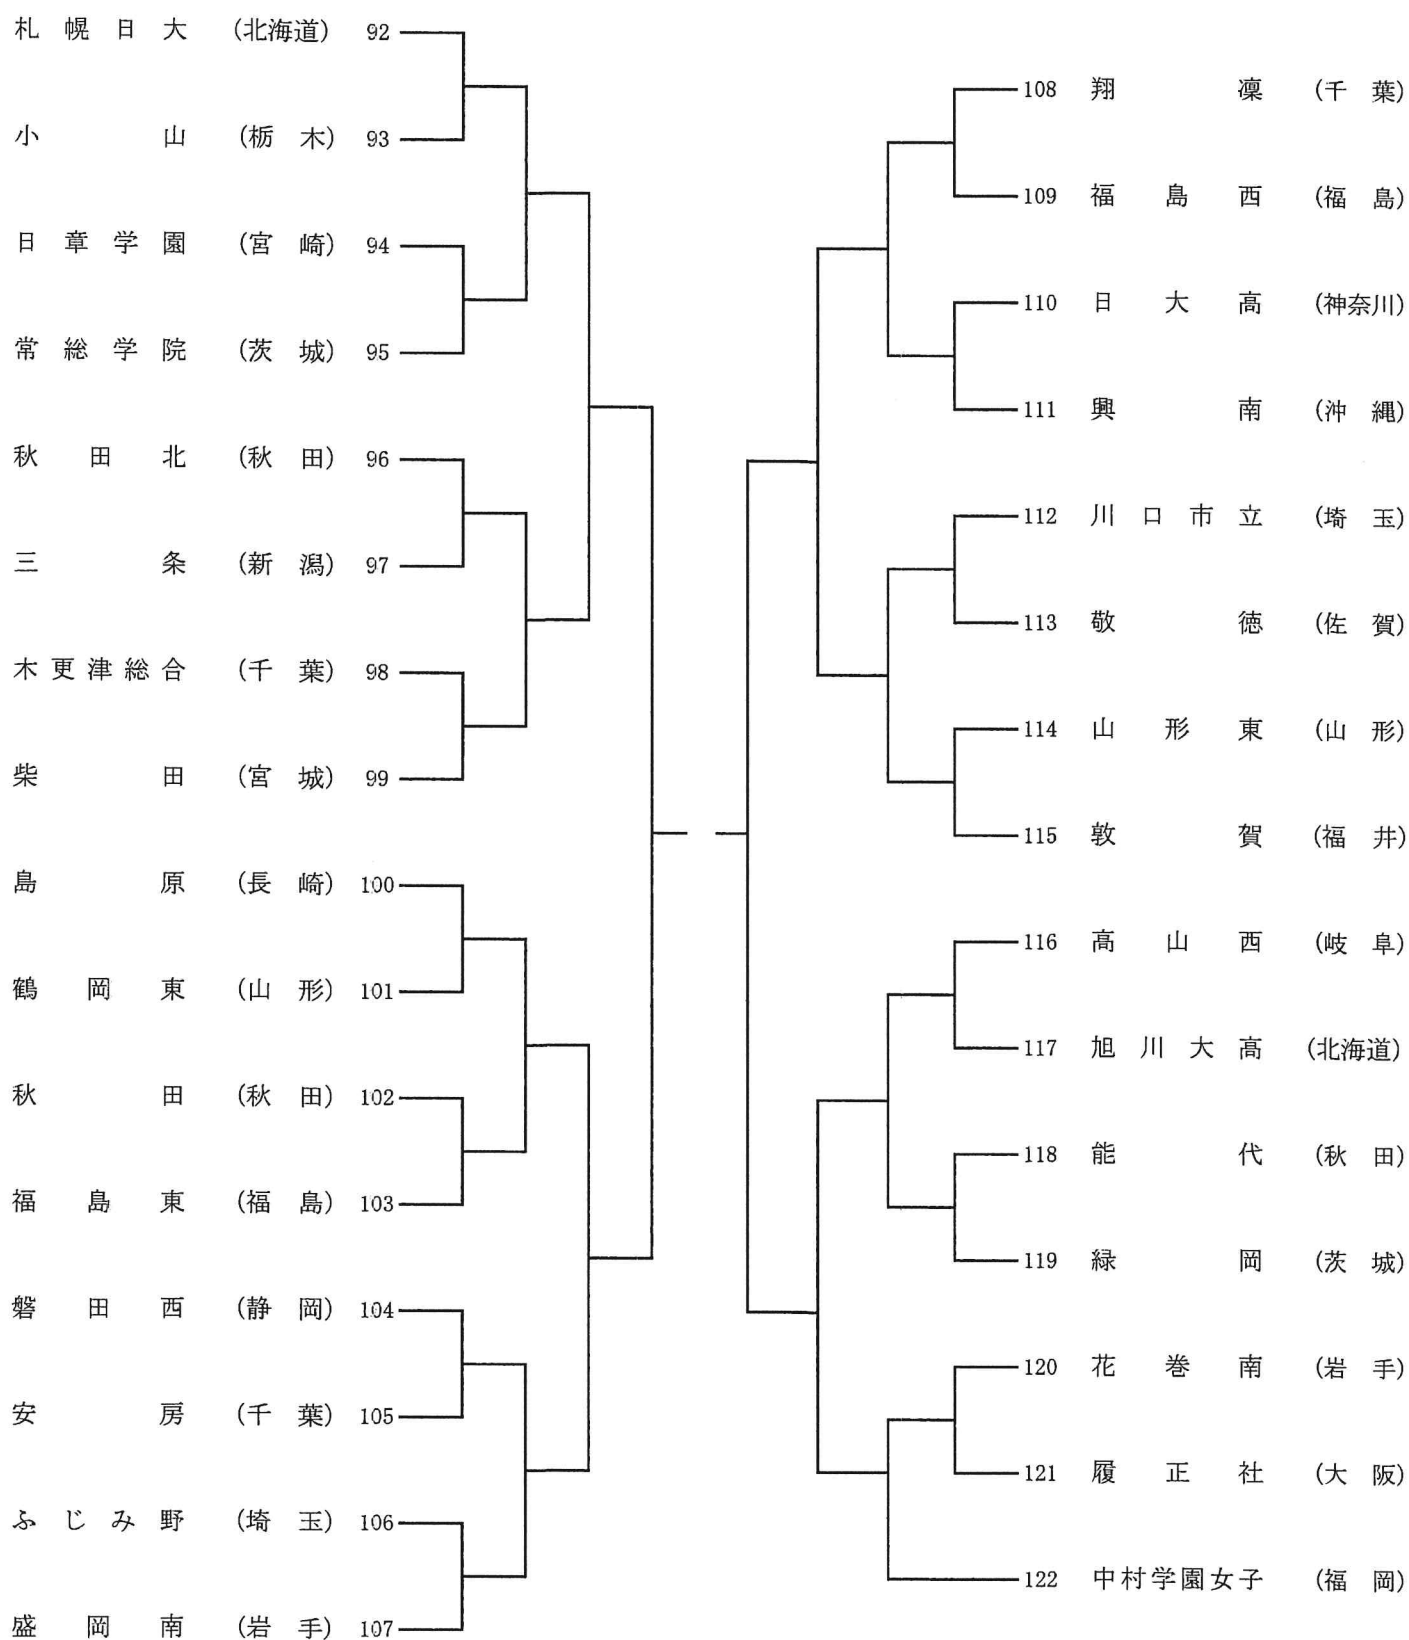 札幌日大 (北海道) 92
小山 (栃木) 93
日章学園 (宮崎) 94
常総学院 (茨城) 95
秋田北 (秋田) 96
三条 (新潟) 97
木更津総合 (千葉) 98
柴田 (宮城) 99
島原 (長崎) 100
鶴岡東 (山形) 101
秋田 (秋田) 102
福島東 (福島) 103
磐田西 (静岡) 104
安房 (千葉) 105
ふじみ野 (埼玉) 106
盛岡南 (岩手) 107
108 翔凜 (千葉)
109 福島西 (福島)
110 日大高 (神奈川)
111 興南 (沖縄)
112 川口市立 (埼玉)
113 敬徳 (佐賀)
114 山形東 (山形)
115 敦賀 (福井)
116 高山西 (岐阜)
117 旭川大高 (北海道)
118 能代 (秋田)
119 緑岡 (茨城)
120 花巻南 (岩手)
121 履正社 (大阪)
122 中村学園女子 (福岡)